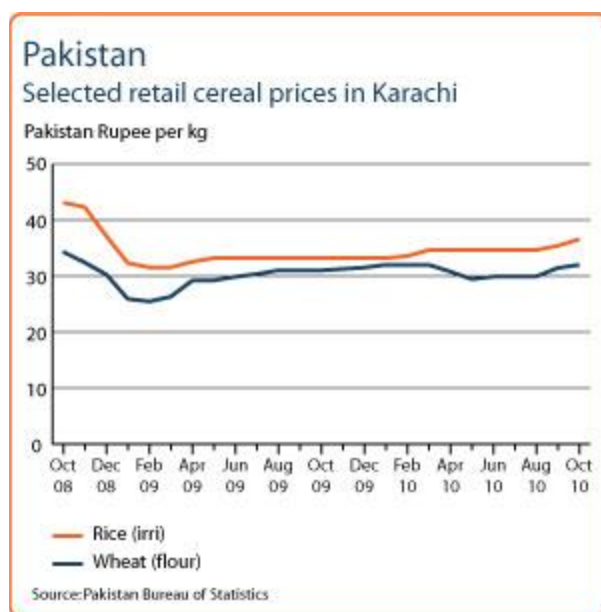 Pakistan
Selected retail cereal prices in Karachi
Pakistan Rupee per kg
50
40
30
20
10
0
Oct Dec Feb Apr Jun Aug Oct Dec Feb Apr Jun Aug Oct
08 08 09 09 09 09 09 09 10 10 10 10 10
Rice (irri)
Wheat (flour)
Source:Pakistan Bureau of Statistics